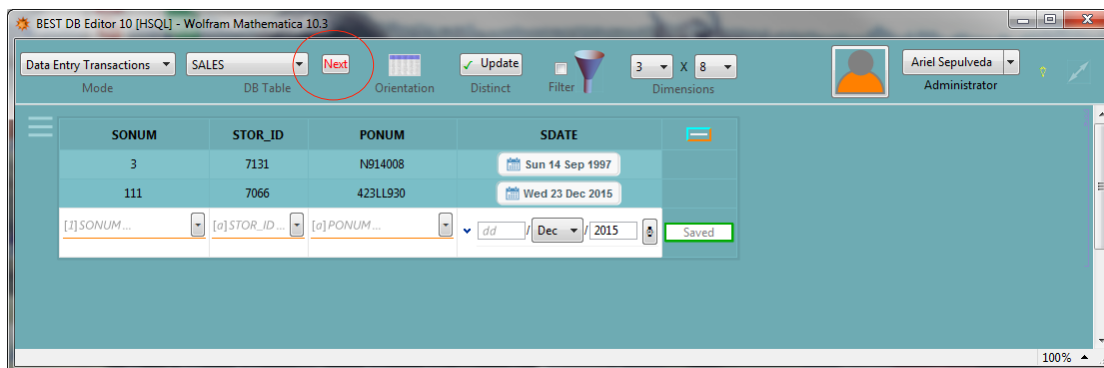 BEST DB Editor 10 [HSQL] - Wolfram Mathematica 10.3
Data Entry Transactions SALES Next Update 3 X 8 Ariel Sepulveda
Mode DB Table Orientation Distinct Filter Dimensions Administrator
SONUM STOR_ID PONUM SDATE
3 7131 N914008 Sun 14 Sep 1997
111 7066 423LL930 Wed 23 Dec 2015
[1]SONUM... [a]STOR_ID... [a]PONUM... dd / Dec / 2015 Saved
100%